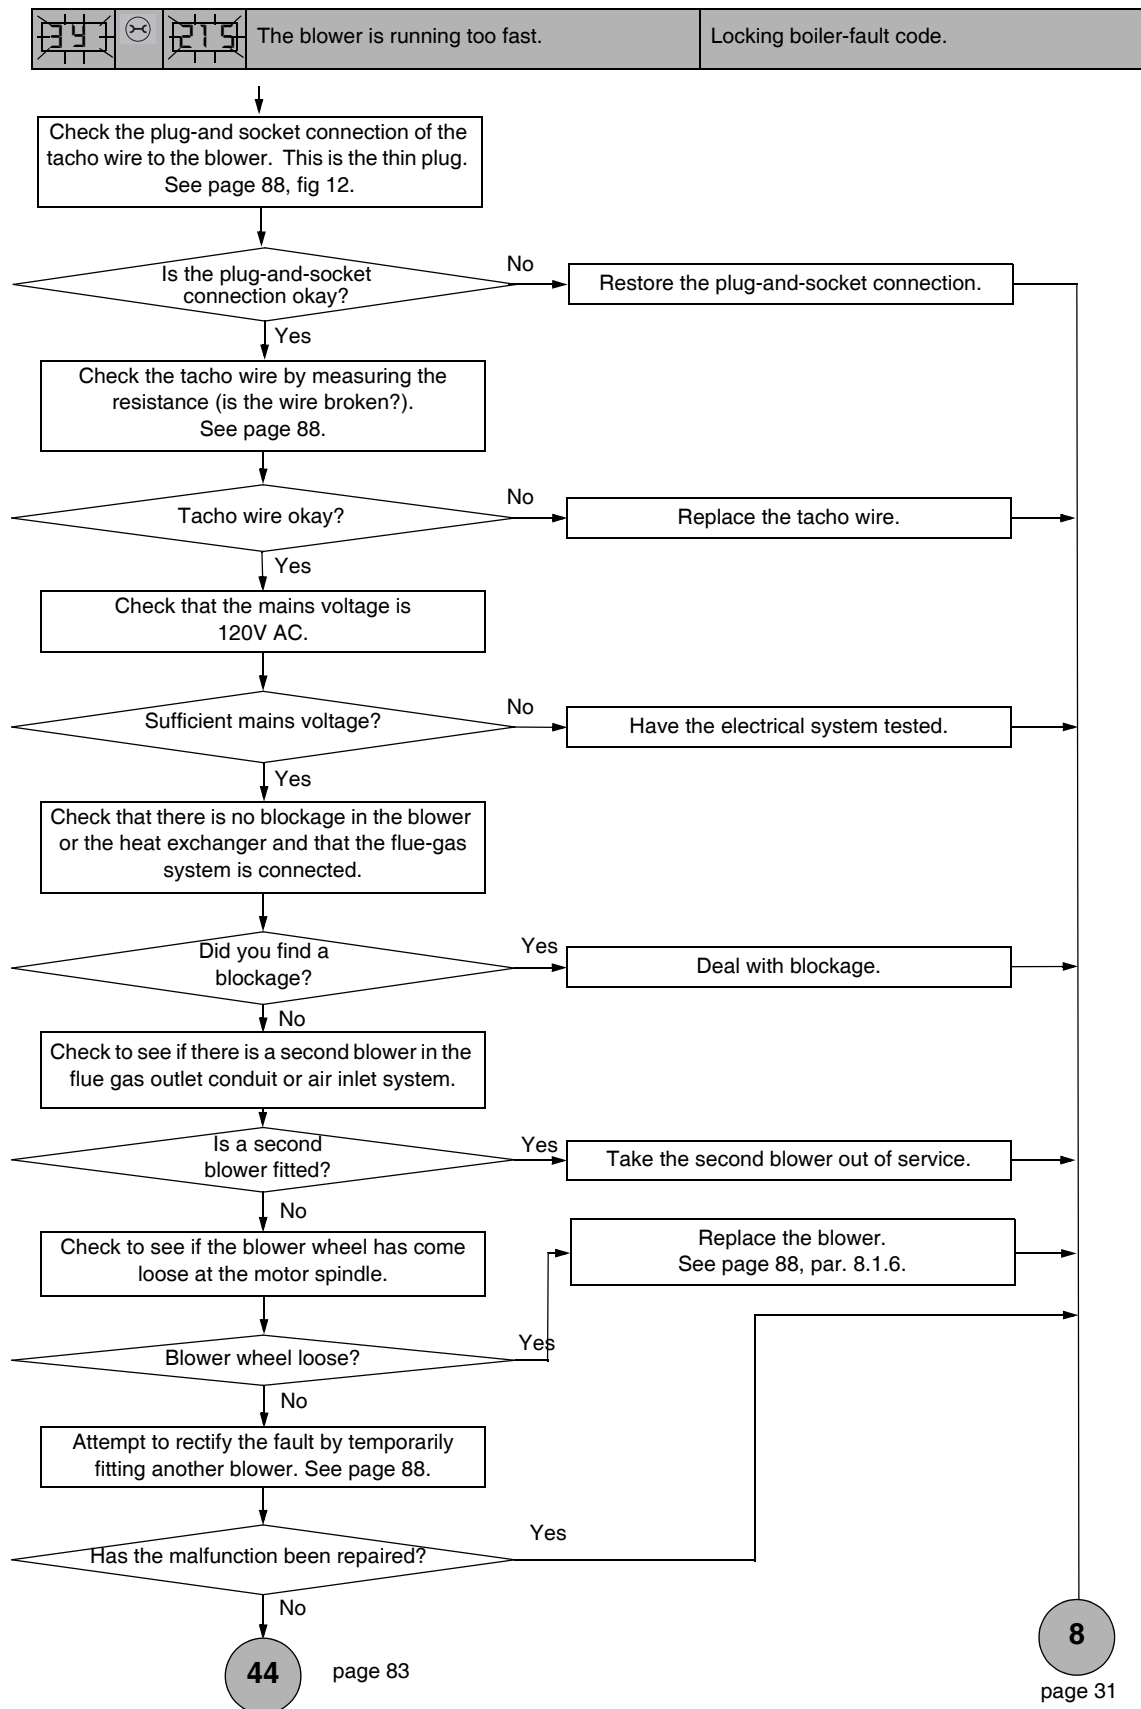 3Y 215 The blower is running too fast. Locking boiler-fault code.
Check the plug-and socket connection of the
tacho wire to the blower. This is the thin plug.
See page 88, fig 12.
Is the plug-and-socket
connection okay?
No
Restore the plug-and-socket connection.
Yes
Check the tacho wire by measuring the
resistance (is the wire broken?).
See page 88.
Tacho wire okay?
No
Replace the tacho wire.
Yes
Check that the mains voltage is
120V AC.
Sufficient mains voltage?
No
Have the electrical system tested.
Yes
Check that there is no blockage in the blower
or the heat exchanger and that the flue-gas
system is connected.
Did you find a
blockage?
Yes
Deal with blockage.
No
Check to see if there is a second blower in the
flue gas outlet conduit or air inlet system.
Is a second
blower fitted?
Yes
Take the second blower out of service.
No
Check to see if the blower wheel has come
loose at the motor spindle.
Replace the blower.
See page 88, par. 8.1.6.
Blower wheel loose?
Yes
No
Attempt to rectify the fault by temporarily
fitting another blower. See page 88.
Has the malfunction been repaired?
Yes
No
44 page 83
8
page 31